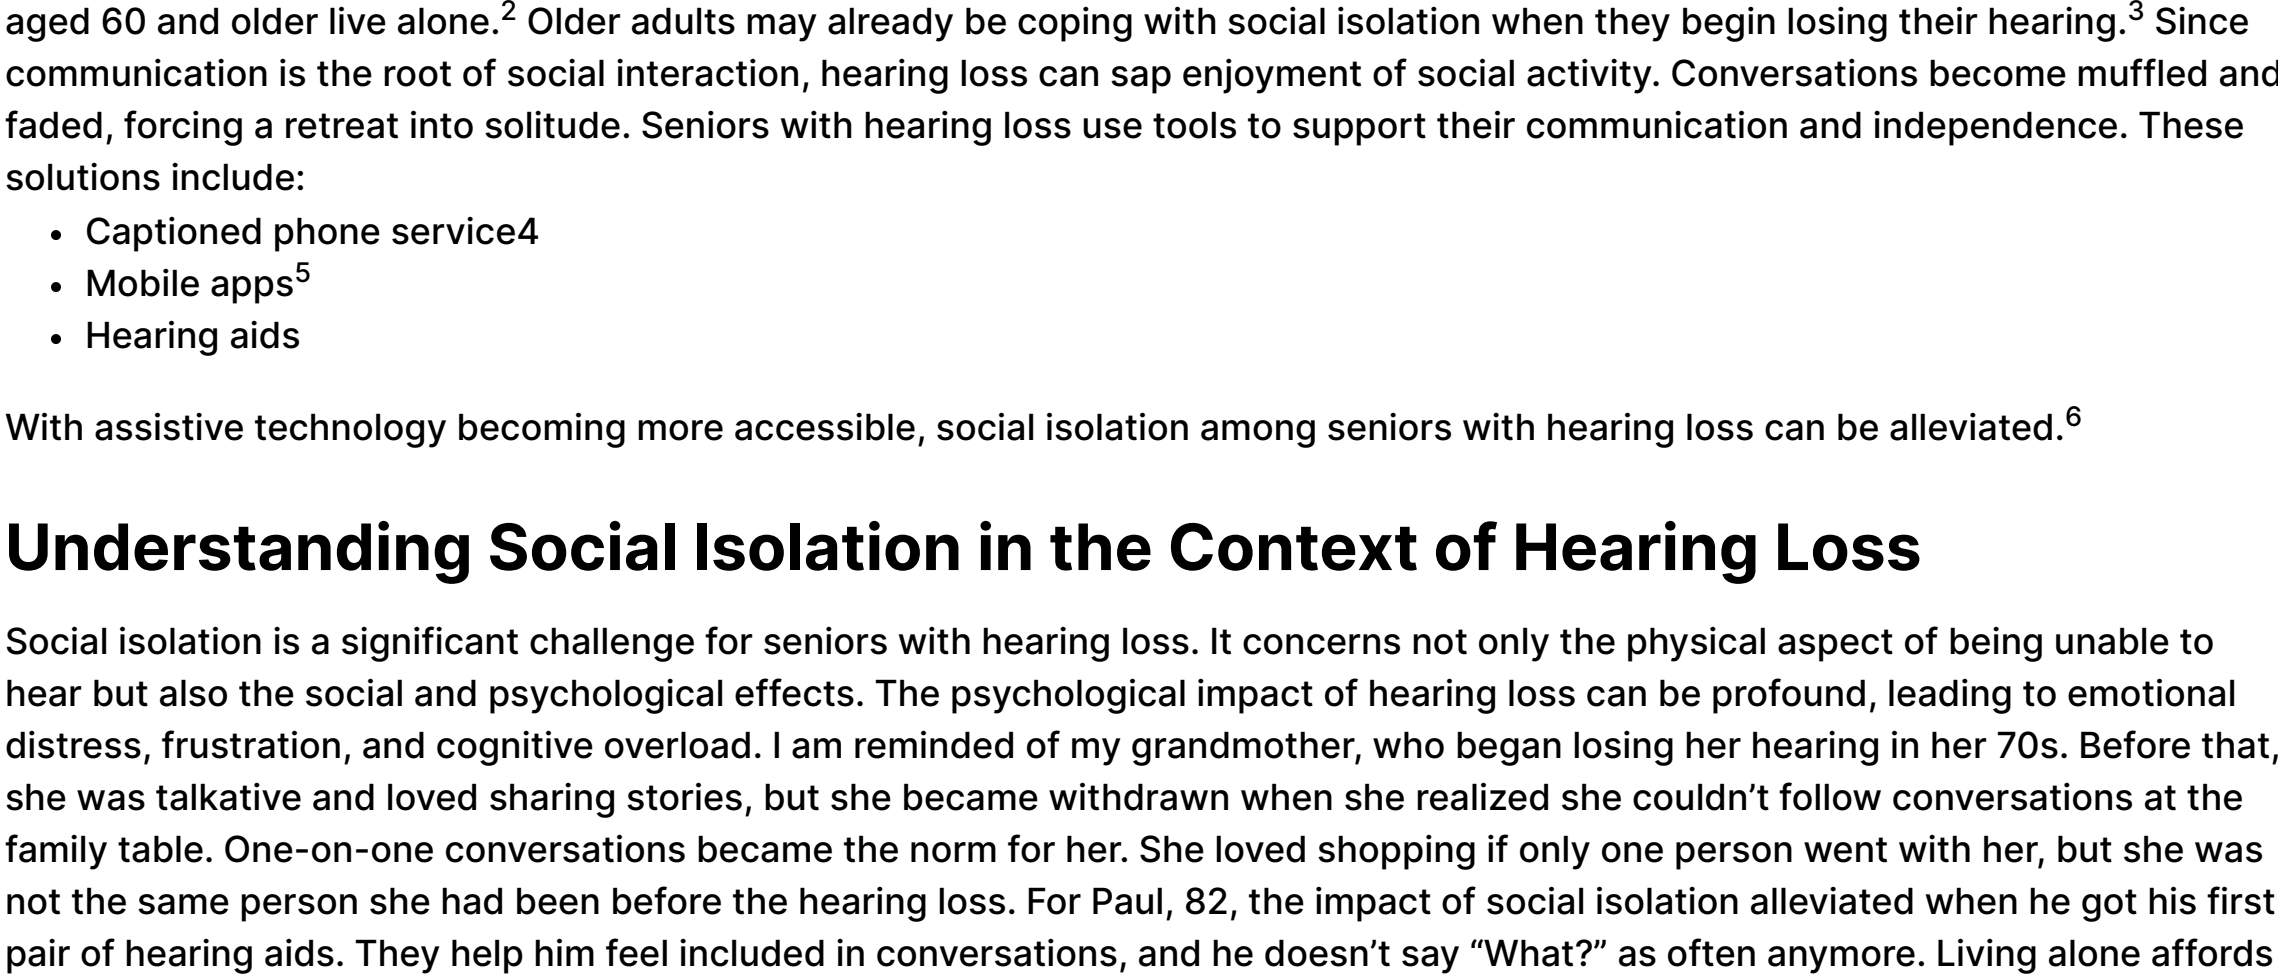 aged 60 and older live alone.² Older adults may already be coping with social isolation when they begin losing their hearing.³ Since
communication is the root of social interaction, hearing loss can sap enjoyment of social activity. Conversations become muffled and
faded, forcing a retreat into solitude. Seniors with hearing loss use tools to support their communication and independence. These
solutions include:
• Captioned phone service4
• Mobile apps⁵
• Hearing aids
With assistive technology becoming more accessible, social isolation among seniors with hearing loss can be alleviated.⁶
Understanding Social Isolation in the Context of Hearing Loss
Social isolation is a significant challenge for seniors with hearing loss. It concerns not only the physical aspect of being unable to
hear but also the social and psychological effects. The psychological impact of hearing loss can be profound, leading to emotional
distress, frustration, and cognitive overload. I am reminded of my grandmother, who began losing her hearing in her 70s. Before that,
she was talkative and loved sharing stories, but she became withdrawn when she realized she couldn’t follow conversations at the
family table. One-on-one conversations became the norm for her. She loved shopping if only one person went with her, but she was
not the same person she had been before the hearing loss. For Paul, 82, the impact of social isolation alleviated when he got his first
pair of hearing aids. They help him feel included in conversations, and he doesn’t say “What?” as often anymore. Living alone affords